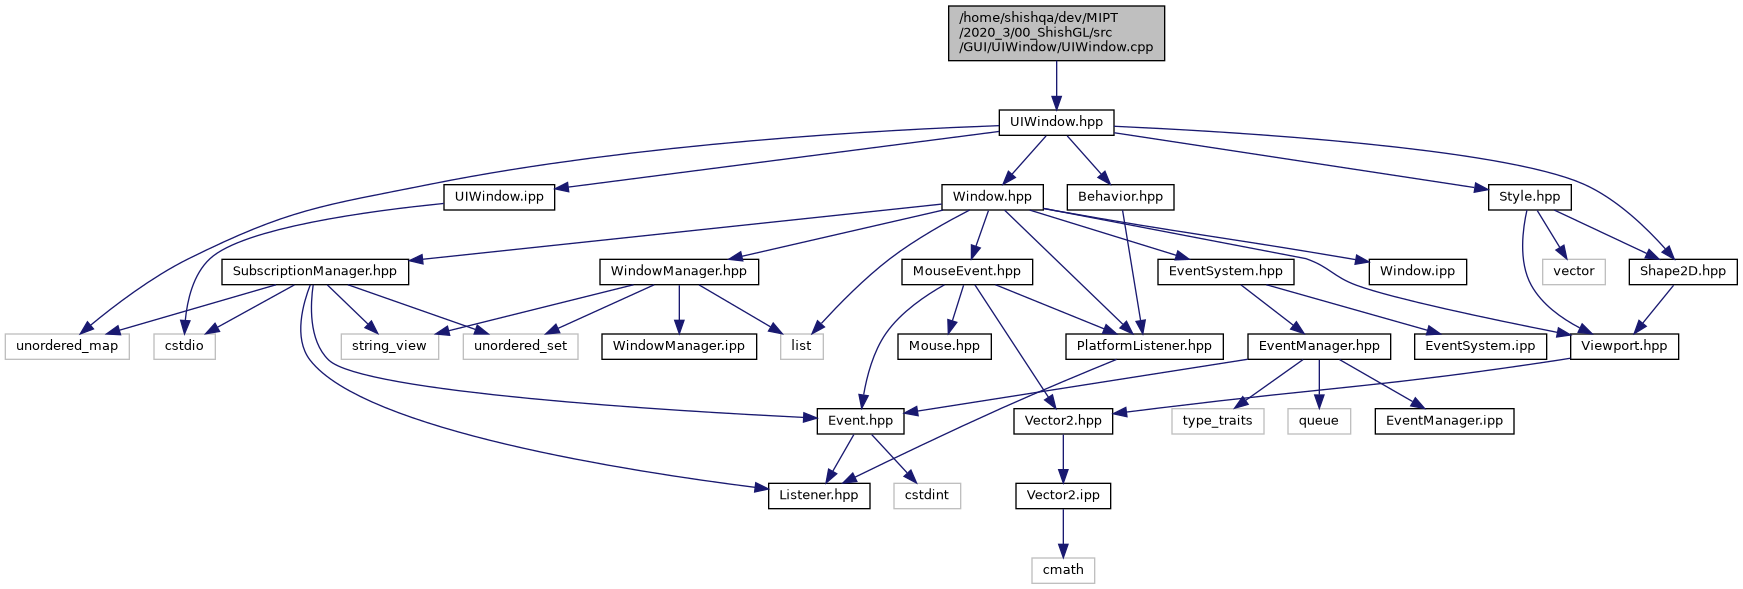 /home/shishqa/dev/MIPT
/2020_3/00_ShishGL/src
/GUI/UIWindow/UIWindow.cpp
UIWindow.hpp
UIWindow.ipp
Window.hpp
Behavior.hpp
Style.hpp
SubscriptionManager.hpp
WindowManager.hpp
MouseEvent.hpp
EventSystem.hpp
Window.ipp
vector
Shape2D.hpp
unordered_map
cstdio
string_view
unordered_set
WindowManager.ipp
list
Mouse.hpp
PlatformListener.hpp
EventManager.hpp
EventSystem.ipp
Viewport.hpp
Event.hpp
Vector2.hpp
type_traits
queue
EventManager.ipp
Listener.hpp
cstdint
Vector2.ipp
cmath